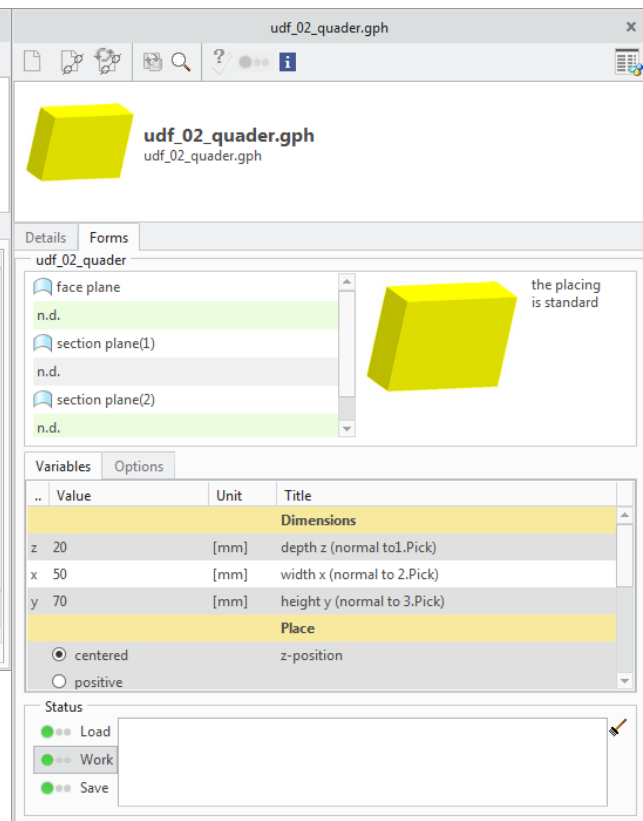 udf_02_quader.gph
x
?
i
udf_02_quader.gph
udf_02_quader.gph
Details Forms
udf_02_quader
face plane
n.d.
section plane(1)
n.d.
section plane(2)
n.d.
the placing
is standard
Variables Options
.. Value Unit Title
Dimensions
z 20 [mm] depth z (normal to1.Pick)
x 50 [mm] width x (normal to 2.Pick)
y 70 [mm] height y (normal to 3.Pick)
Place
centered z-position
positive
Status
Load
Work
Save